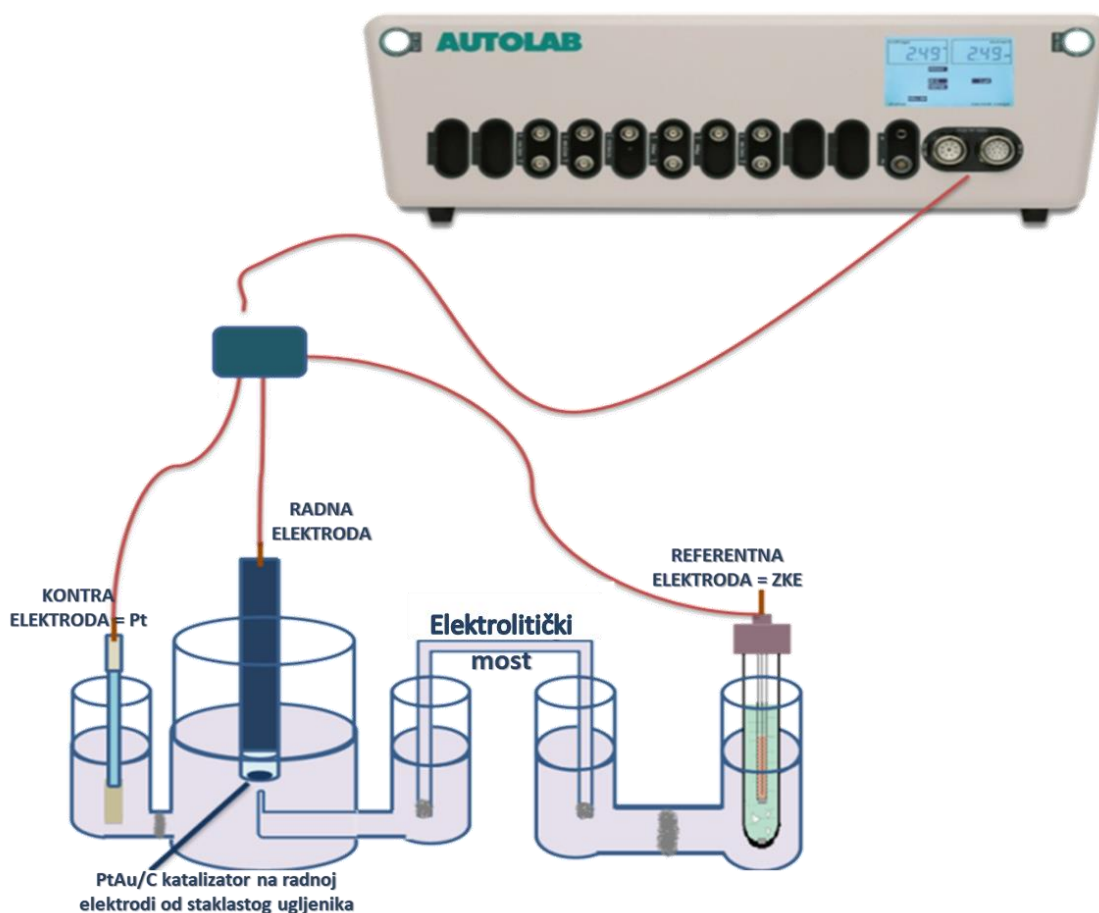 AUTOLAB
249
249
RADNA
ELEKTRODA
REFERENTNA
ELEKTRODA = ZKE
KONTRA
ELEKTRODA = Pt
Elektrolitički
most
PtAu/C katalizator na radnoj
elektrodi od staklastog ugljenika